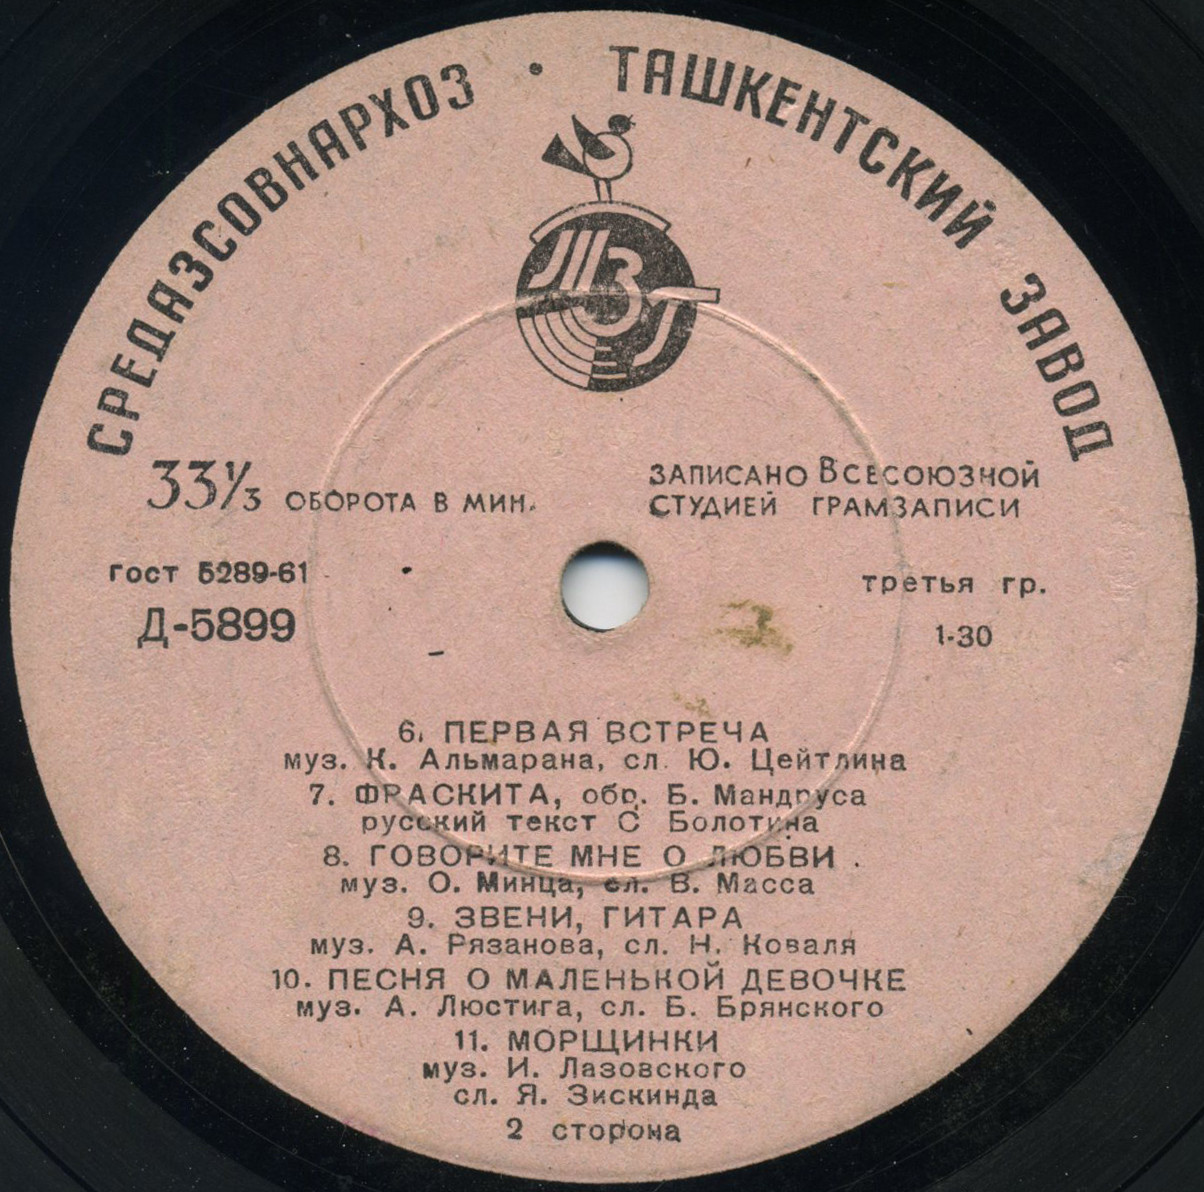 СРЕДАЗСОВНАРХОЗ • ТАШКЕНТСКИЙ ЗАВОД
ТЗГ
33⅓ ОБОРОТА В МИН.
ЗАПИСАНО ВСЕСОЮЗНОЙ
СТУДИЕЙ ГРАМЗАПИСИ
гост 5289-61
Д-5899
третья гр.
1-30
6. ПЕРВАЯ ВСТРЕЧА
муз. К. Альмарана, сл. Ю. Цейтлина
7. ФРАСКИТА, обр. Б. Мандруса
русский текст С Болотина
8. ГОВОРИТЕ МНЕ О ЛЮБВИ .
муз. О. Минца, сл. В. Масса
9. ЗВЕНИ, ГИТАРА
муз. А. Рязанова, сл. Н. Коваля
10. ПЕСНЯ О МАЛЕНЬКОЙ ДЕВОЧКЕ
муз. А. Люстига, сл. Б. Брянского
11. МОРЩИНКИ
муз. И. Лазовского
сл. Я. Зискинда
2 сторона